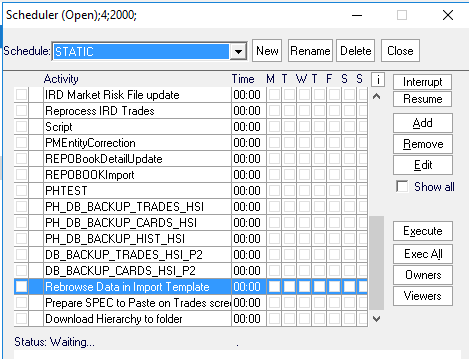 Scheduler (Open);4;2000;
Schedule: STATIC New Rename Delete Close
Activity Time M T W T F S S i
IRD Market Risk File update 00:00
Reprocess IRD Trades 00:00
Script 00:00
PMEntityCorrection 00:00
REPOBookDetailUpdate 00:00
REPOBOOKImport 00:00
PHTEST 00:00
PH_DB_BACKUP_TRADES_HSI 00:00
PH_DB_BACKUP_CARDS_HSI 00:00
PH_DB_BACKUP_HIST_HSI 00:00
DB_BACKUP_TRADES_HSI_P2 00:00
DB_BACKUP_CARDS_HSI_P2 00:00
Rebrowse Data in Import Template 00:00
Prepare SPEC to Paste on Trades scree 00:00
Download Hierarchy to folder 00:00
Interrupt
Resume
Add
Remove
Edit
Show all
Execute
Exec All
Owners
Viewers
Status: Waiting... .